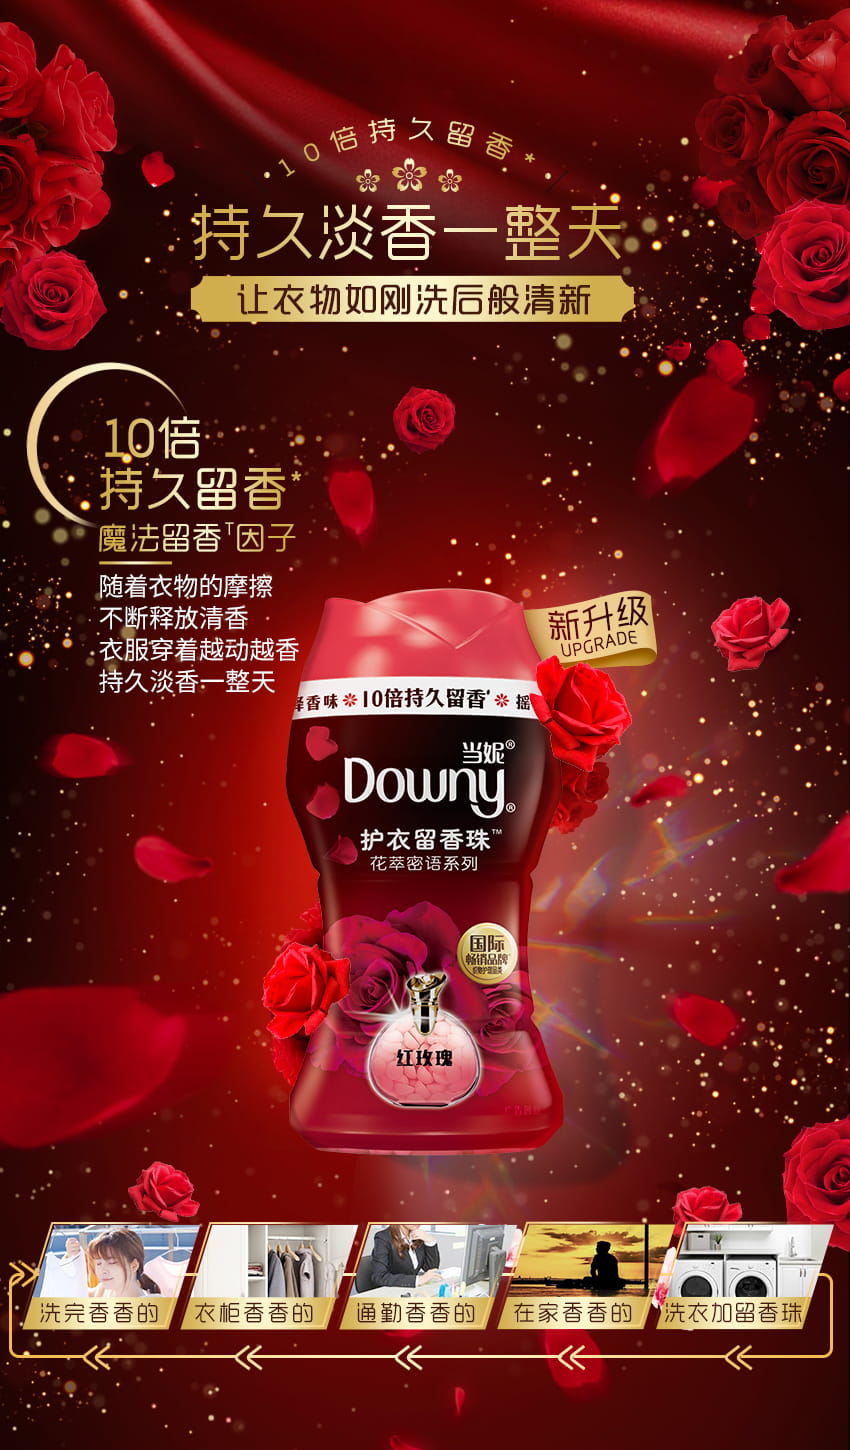 10倍持久留香*
持久淡香一整天
让衣物如刚洗后般清新
10倍
持久留香*
魔法留香T因子
随着衣物的摩擦
不断释放清香
衣服穿着越动越香
持久淡香一整天
新升级
UPGRADE
择香味 10倍持久留香* 摇
当妮®
Downy®
护衣留香珠™
花萃密语系列
国际
畅销品牌
红玫瑰
洗完香香的
衣柜香香的
通勤香香的
在家香香的
洗衣加留香珠